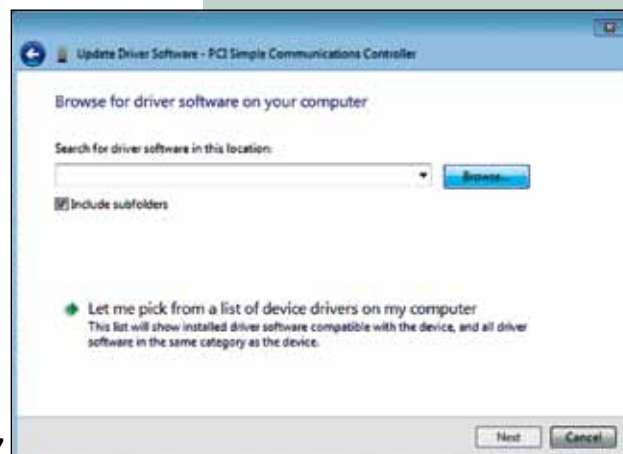 Update Driver Software - PCI Simple Communications Controller
Browse for driver software on your computer
Search for driver software in this location:
Browse...
Include subfolders
Let me pick from a list of device drivers on my computer
This list will show installed driver software compatible with the device, and all driver
software in the same category as the device.
Next
Cancel